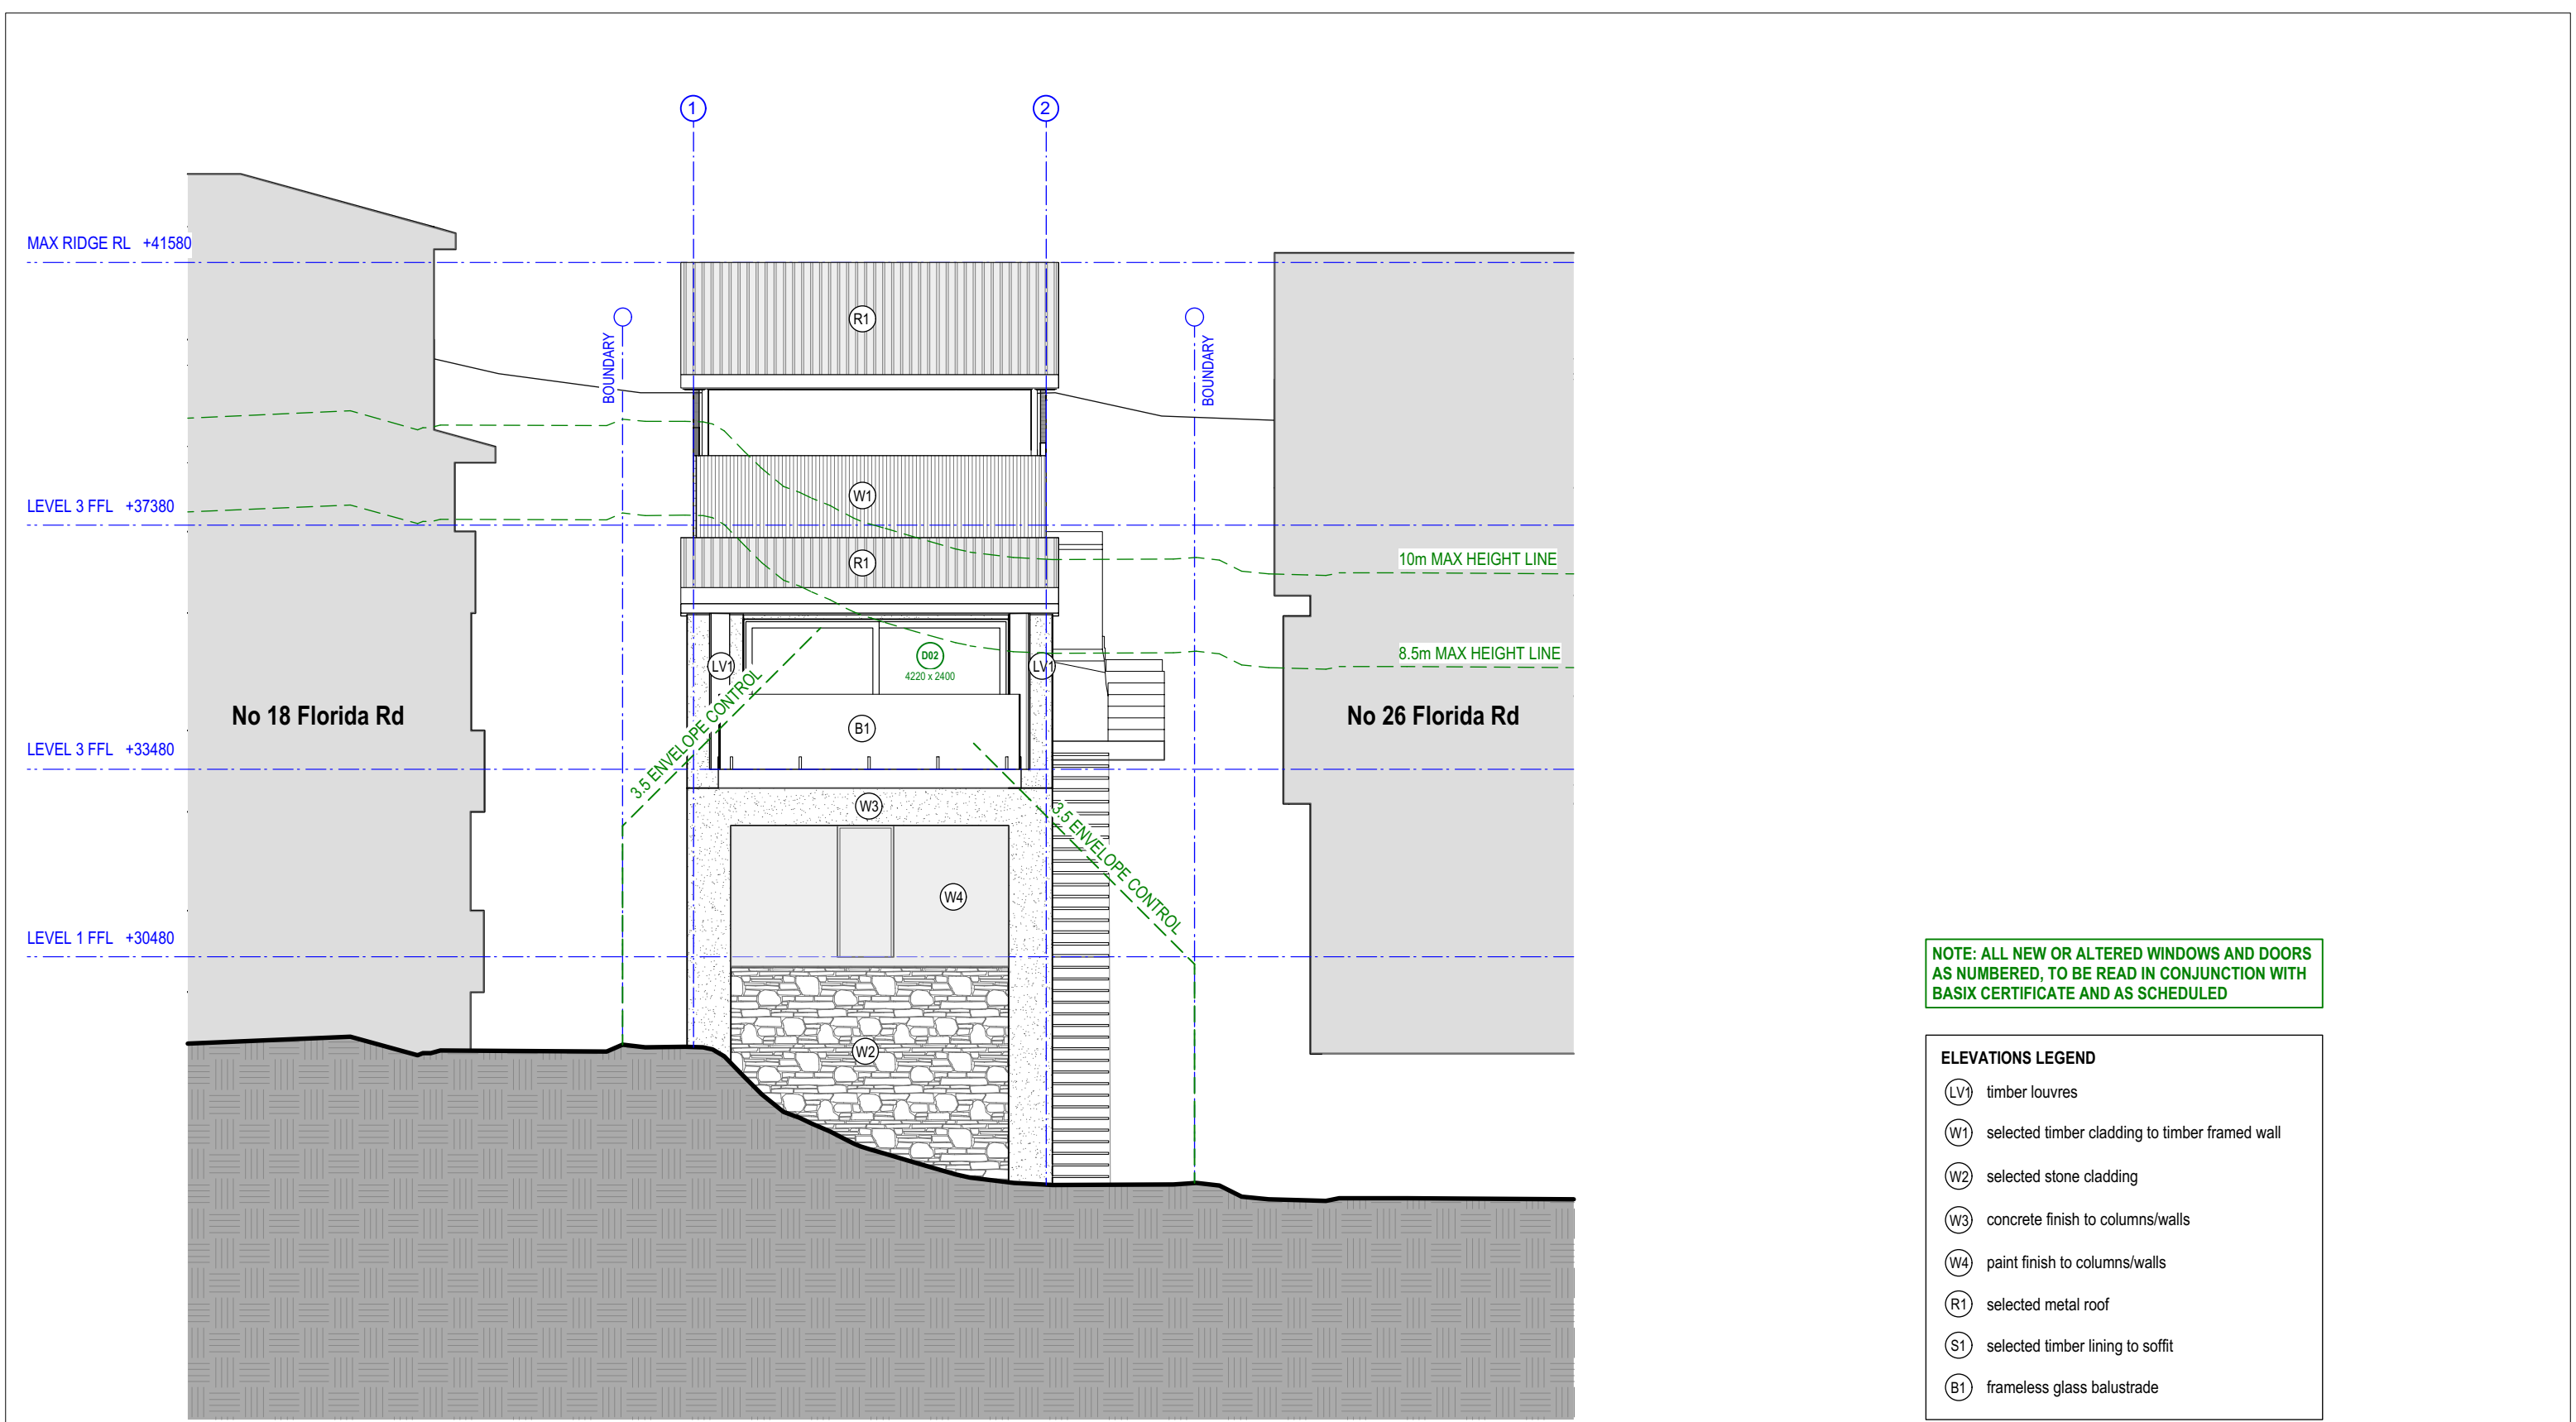 1
2
MAX RIDGE RL +41580
R1
BOUNDARY
BOUNDARY
LEVEL 3 FFL +37380
W1
R1
10m MAX HEIGHT LINE
LV1
D02
4220 x 2400
LV1
8.5m MAX HEIGHT LINE
No 18 Florida Rd
3.5 ENVELOPE CONTROL
B1
No 26 Florida Rd
LEVEL 3 FFL +33480
W3
3.5 ENVELOPE CONTROL
W4
LEVEL 1 FFL +30480
W2
NOTE: ALL NEW OR ALTERED WINDOWS AND DOORS
AS NUMBERED, TO BE READ IN CONJUNCTION WITH
BASIX CERTIFICATE AND AS SCHEDULED
ELEVATIONS LEGEND
LV1 timber louvres
W1 selected timber cladding to timber framed wall
W2 selected stone cladding
W3 concrete finish to columns/walls
W4 paint finish to columns/walls
R1 selected metal roof
S1 selected timber lining to soffit
B1 frameless glass balustrade